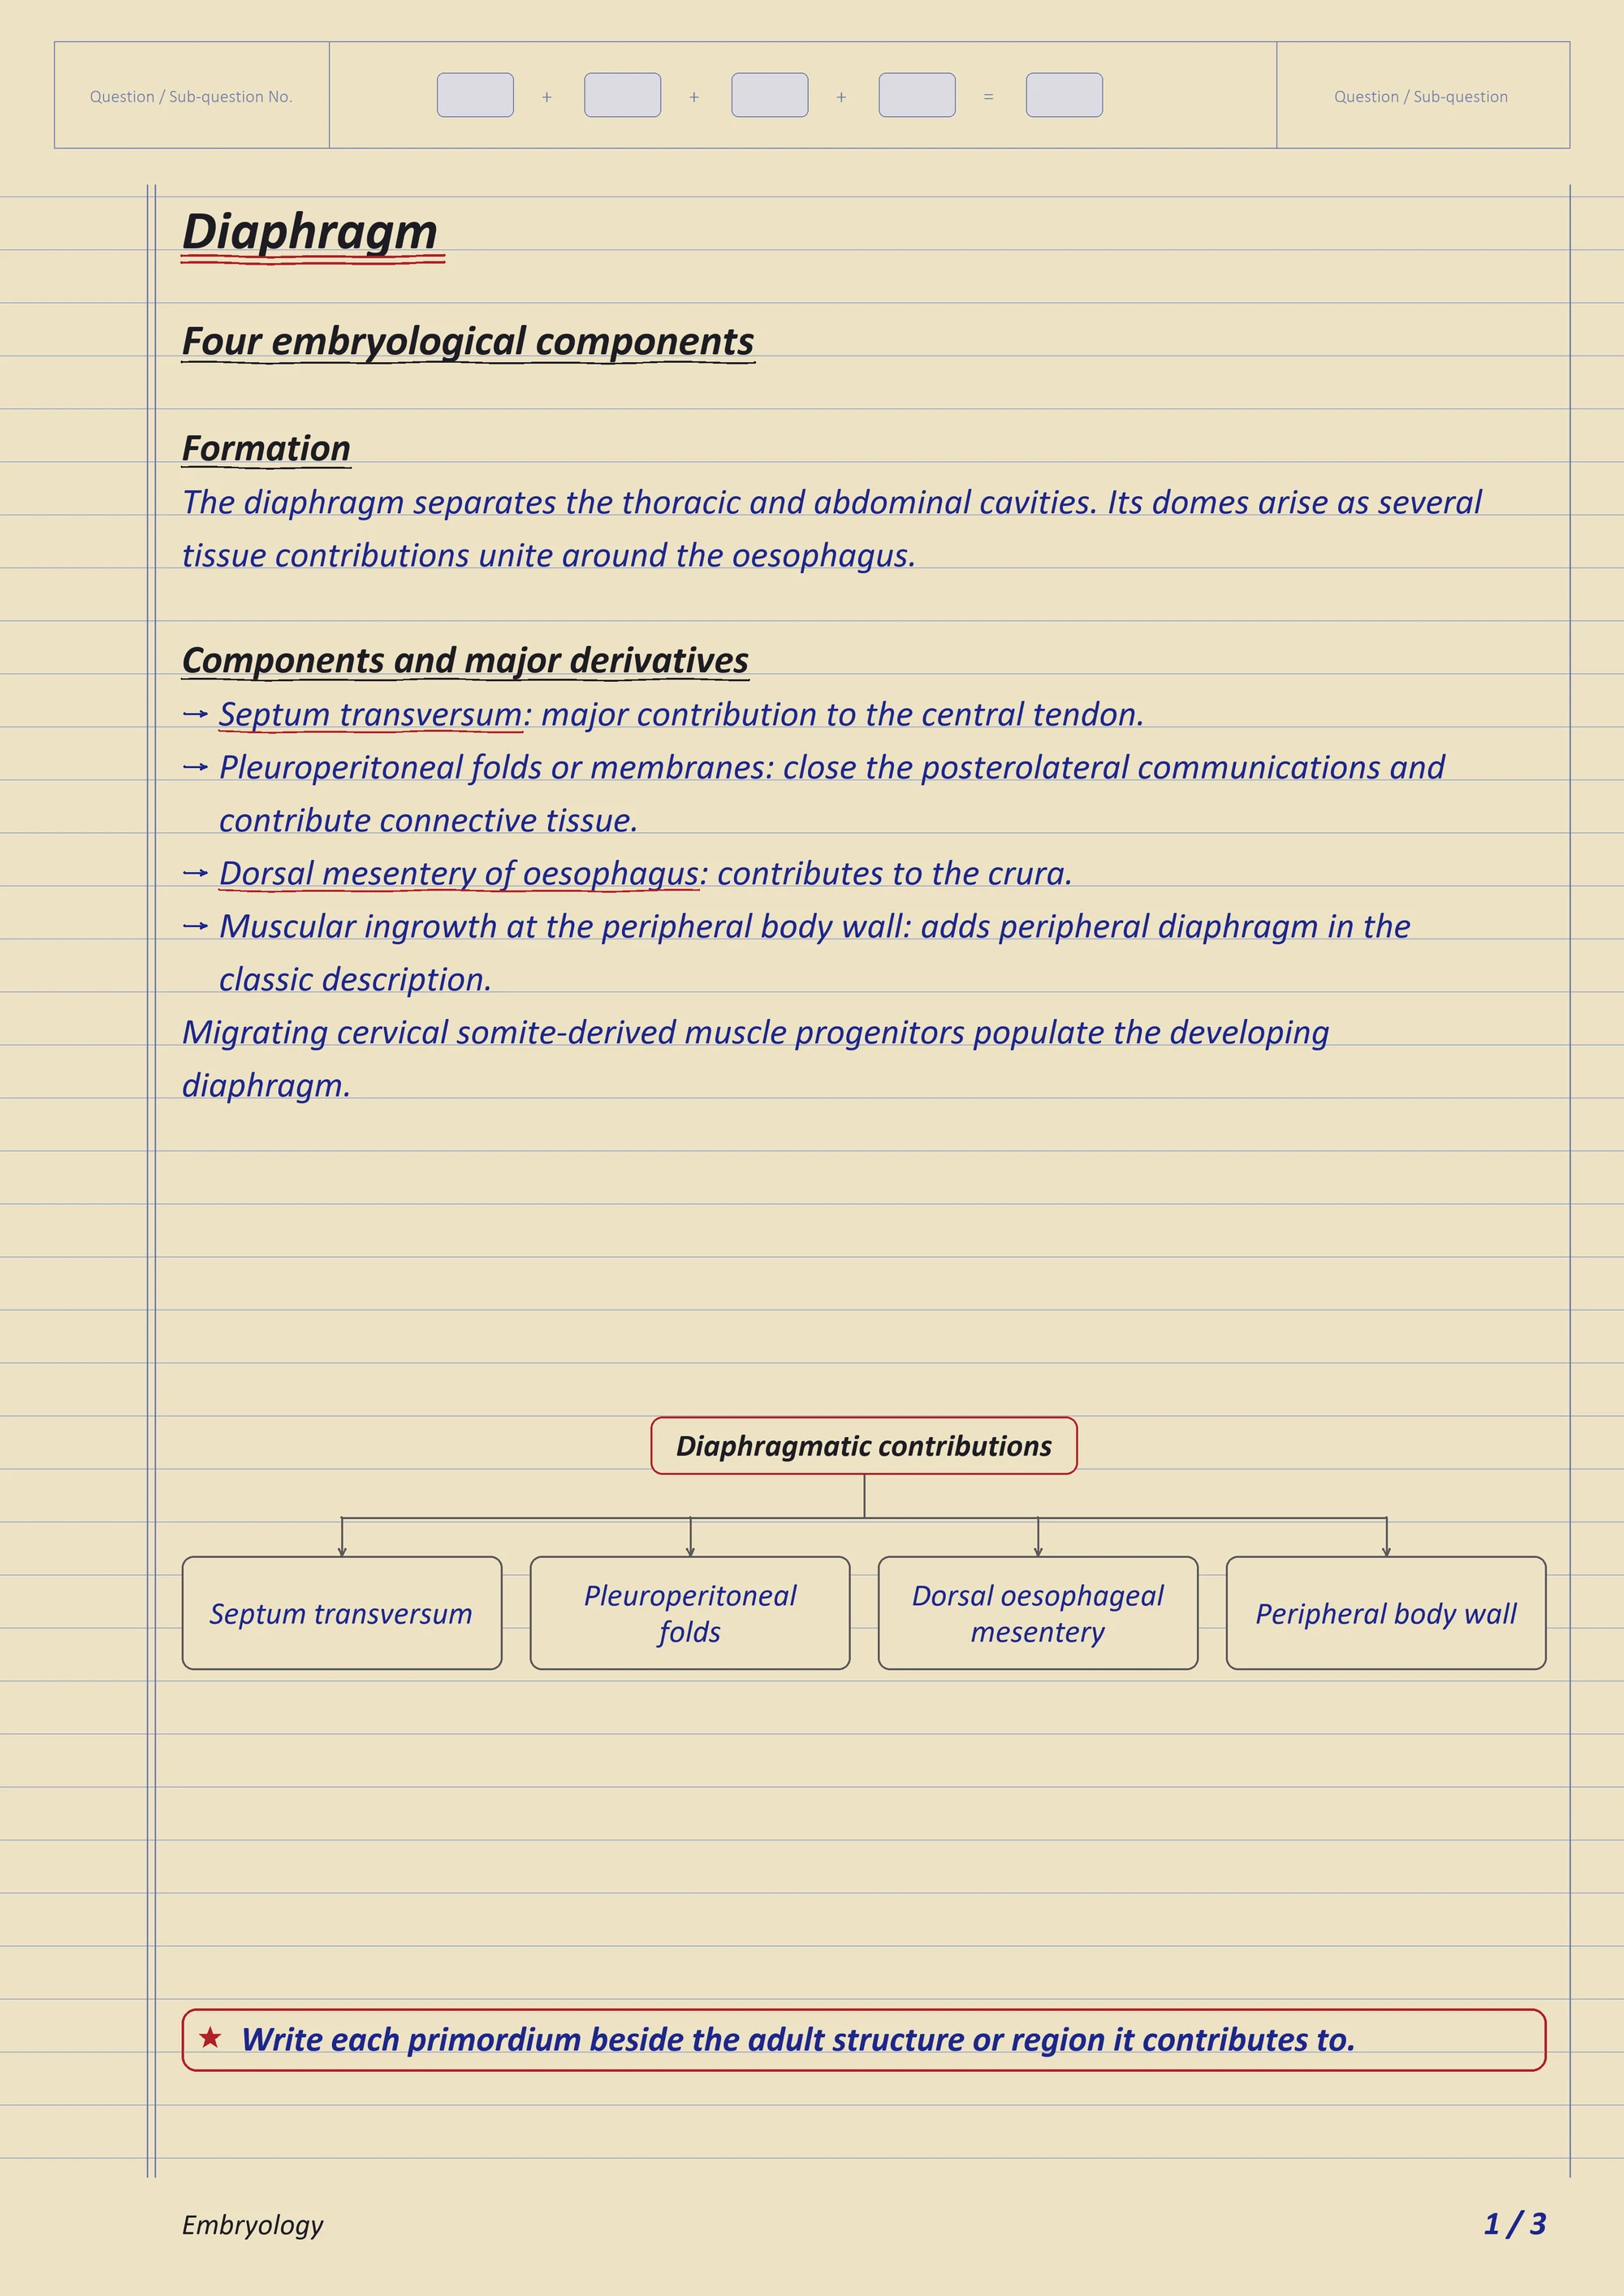 Question / Sub-question No.
+ + + =
Question / Sub-question
Diaphragm
Four embryological components
Formation
The diaphragm separates the thoracic and abdominal cavities. Its domes arise as several
tissue contributions unite around the oesophagus.
Components and major derivatives
→ Septum transversum: major contribution to the central tendon.
→ Pleuroperitoneal folds or membranes: close the posterolateral communications and
contribute connective tissue.
→ Dorsal mesentery of oesophagus: contributes to the crura.
→ Muscular ingrowth at the peripheral body wall: adds peripheral diaphragm in the
classic description.
Migrating cervical somite-derived muscle progenitors populate the developing
diaphragm.
Diaphragmatic contributions
Septum transversum
Pleuroperitoneal
folds
Dorsal oesophageal
mesentery
Peripheral body wall
★ Write each primordium beside the adult structure or region it contributes to.
Embryology
1 / 3